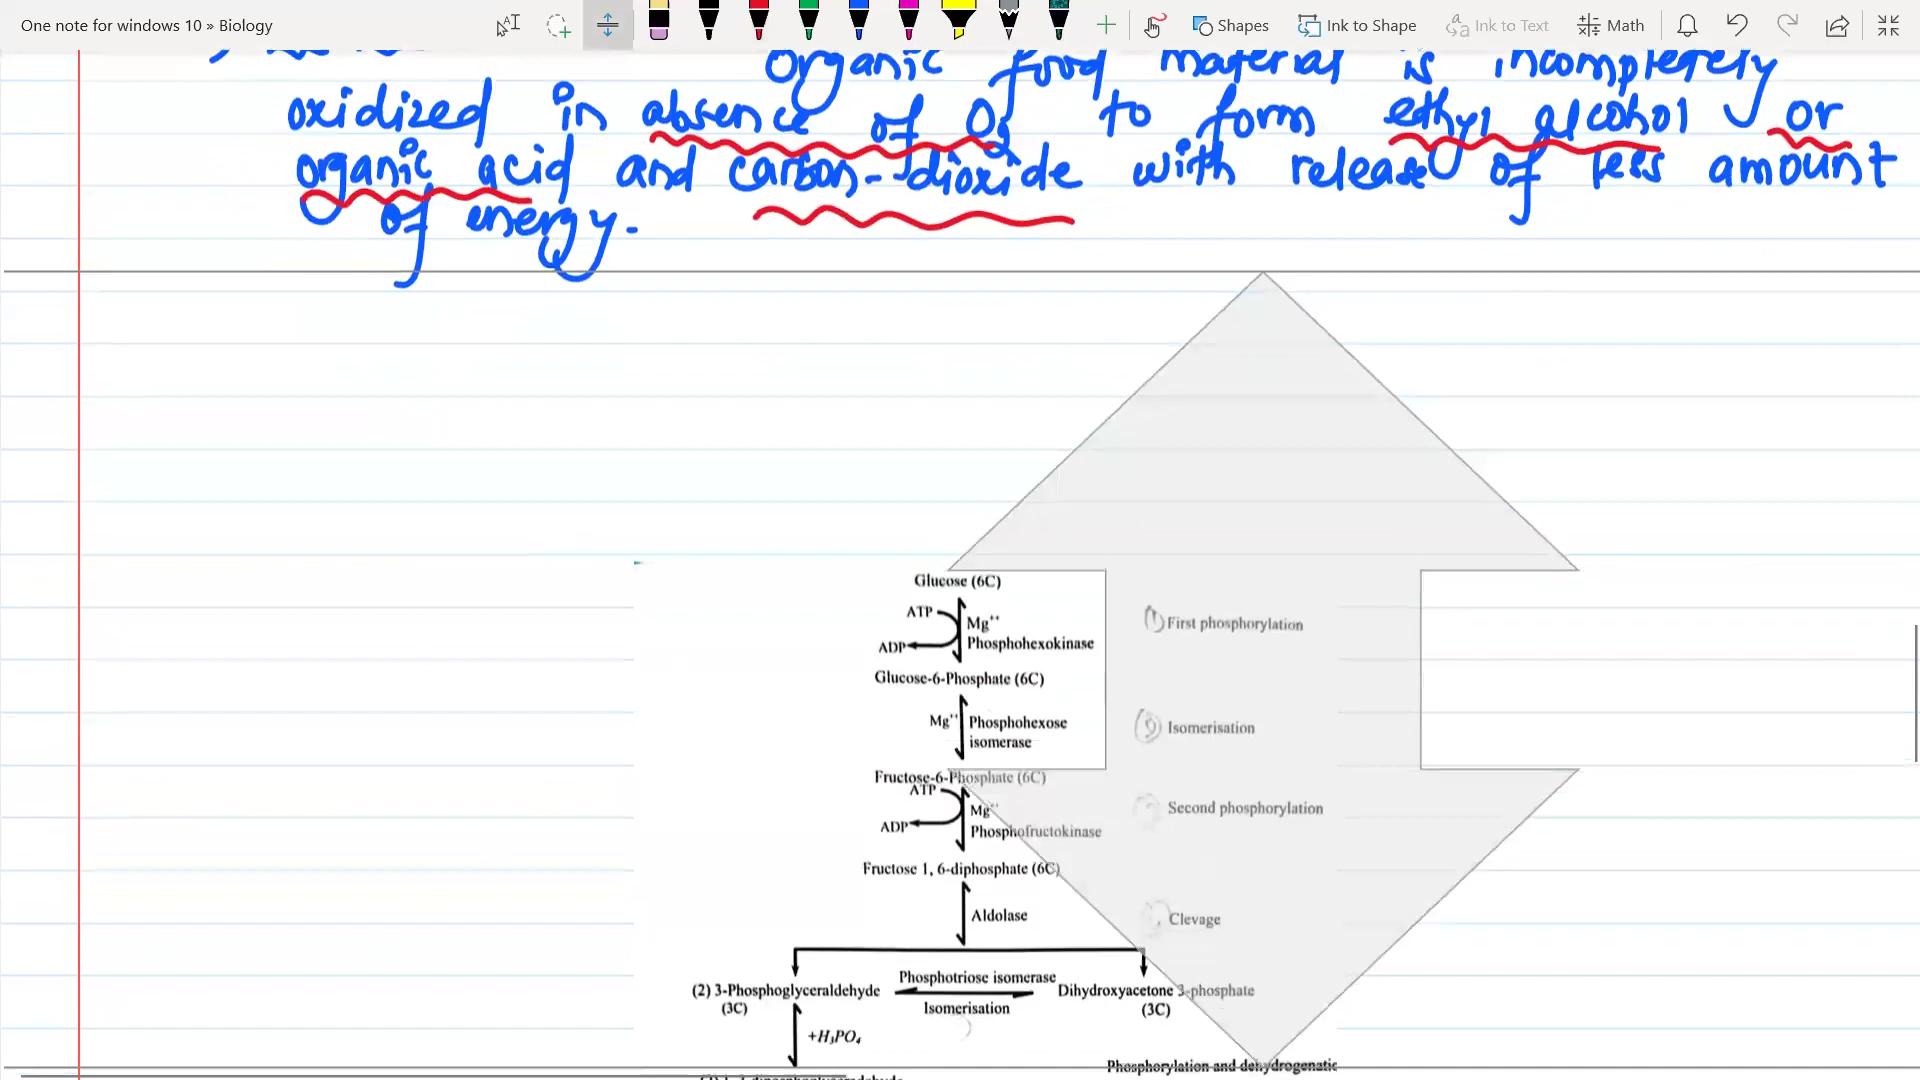 One note for windows 10 » Biology
Shapes
Ink to Shape
Ink to Text
Math
Organic food material is incompletely
oxidized in absence of O₂ to form ethyl alcohol or
organic acid and carbon-dioxide with release of less amount
of energy.
Glucose (6C)
ATP
Mg⁺⁺
Phosphohexokinase
ADP
① First phosphorylation
Glucose-6-Phosphate (6C)
Mg⁺⁺
Phosphohexose
isomerase
Isomerisation
Fructose-6-Phosphate (6C)
ATP
Mg⁺⁺
Phosphofructokinase
ADP
Second phosphorylation
Fructose 1, 6-diphosphate (6C)
Aldolase
Clevage
Phosphotriose isomerase
(2) 3-Phosphoglyceraldehyde
(3C)
Isomerisation
Dihydroxyacetone 3-phosphate
(3C)
+H₃PO₄
Phosphorylation and dehydrogenatic